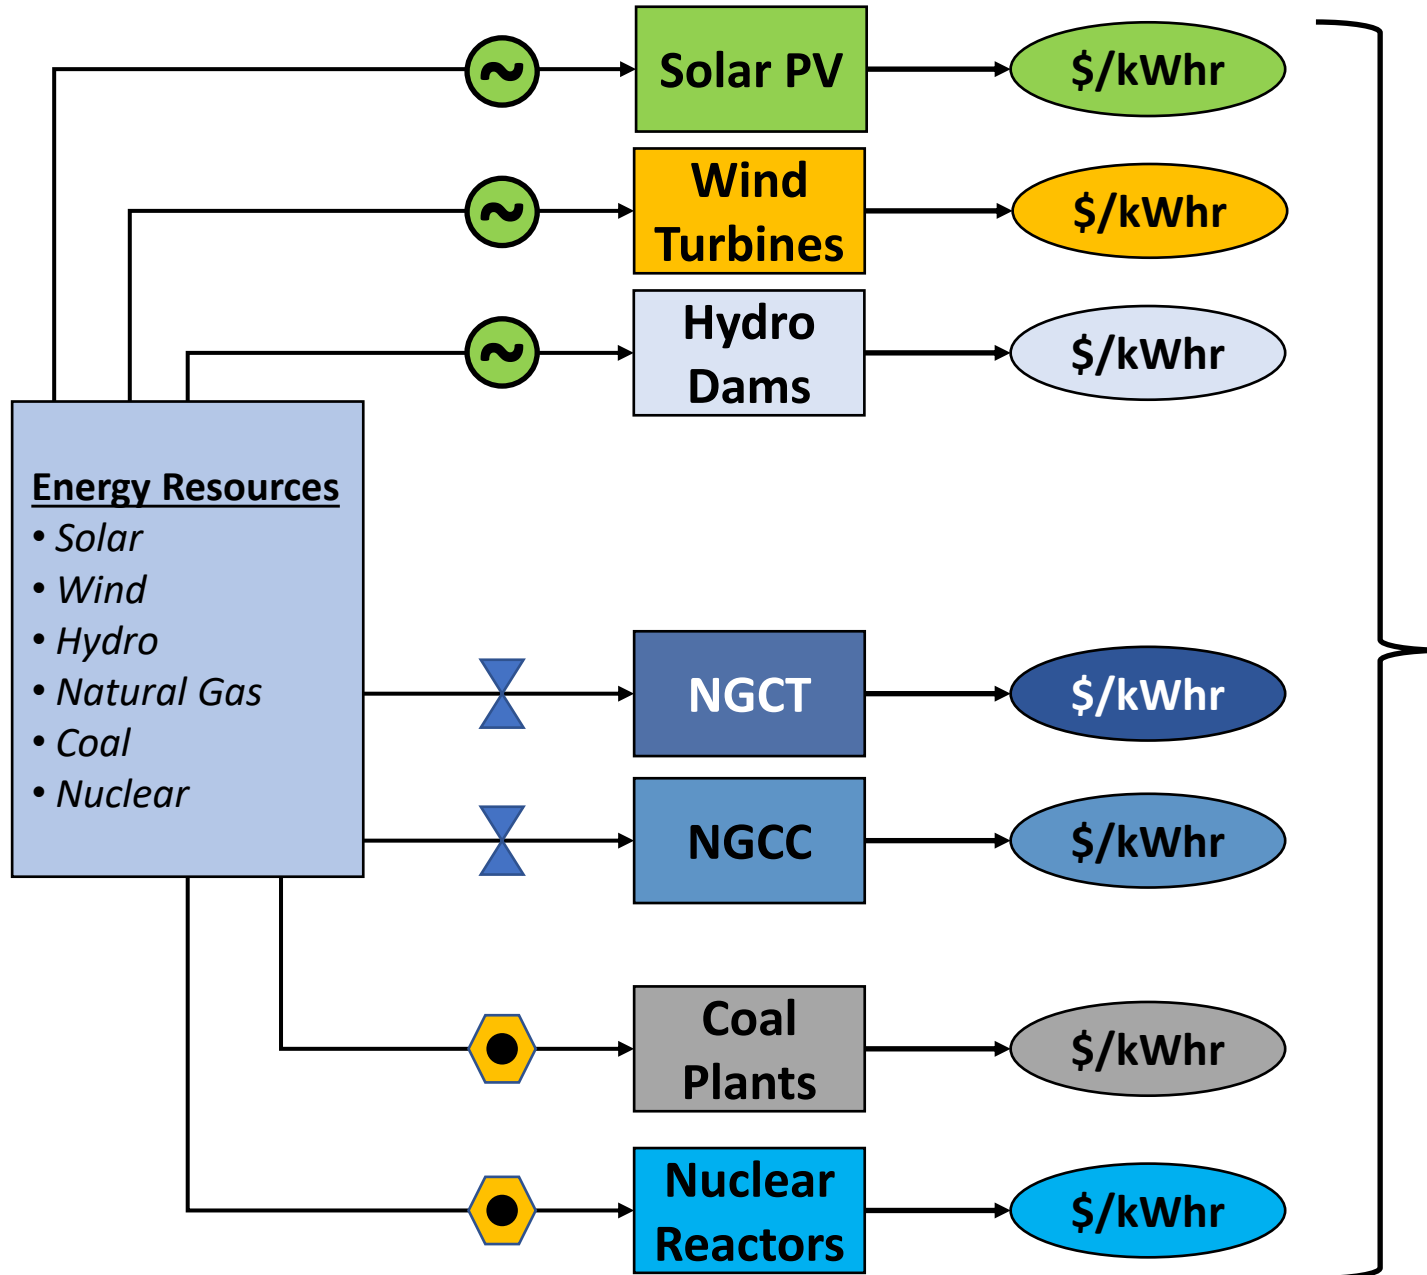 Solar PV
$/kWhr
Wind
Turbines
$/kWhr
Hydro
Dams
$/kWhr
Energy Resources
• Solar
• Wind
• Hydro
• Natural Gas
• Coal
• Nuclear
NGCT
$/kWhr
NGCC
$/kWhr
Coal
Plants
$/kWhr
Nuclear
Reactors
$/kWhr